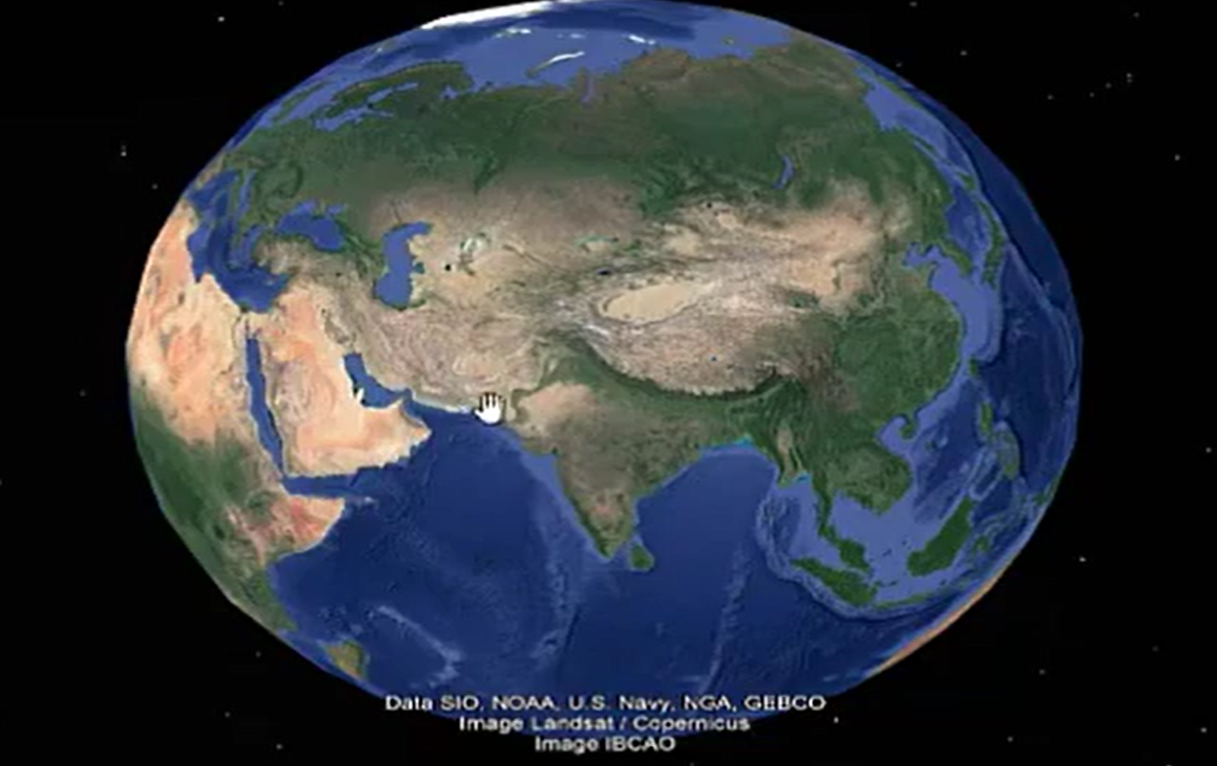 Data SIO, NOAA, U.S. Navy, NGA, GEBCO
Image Landsat / Copernicus
Image IBCAO